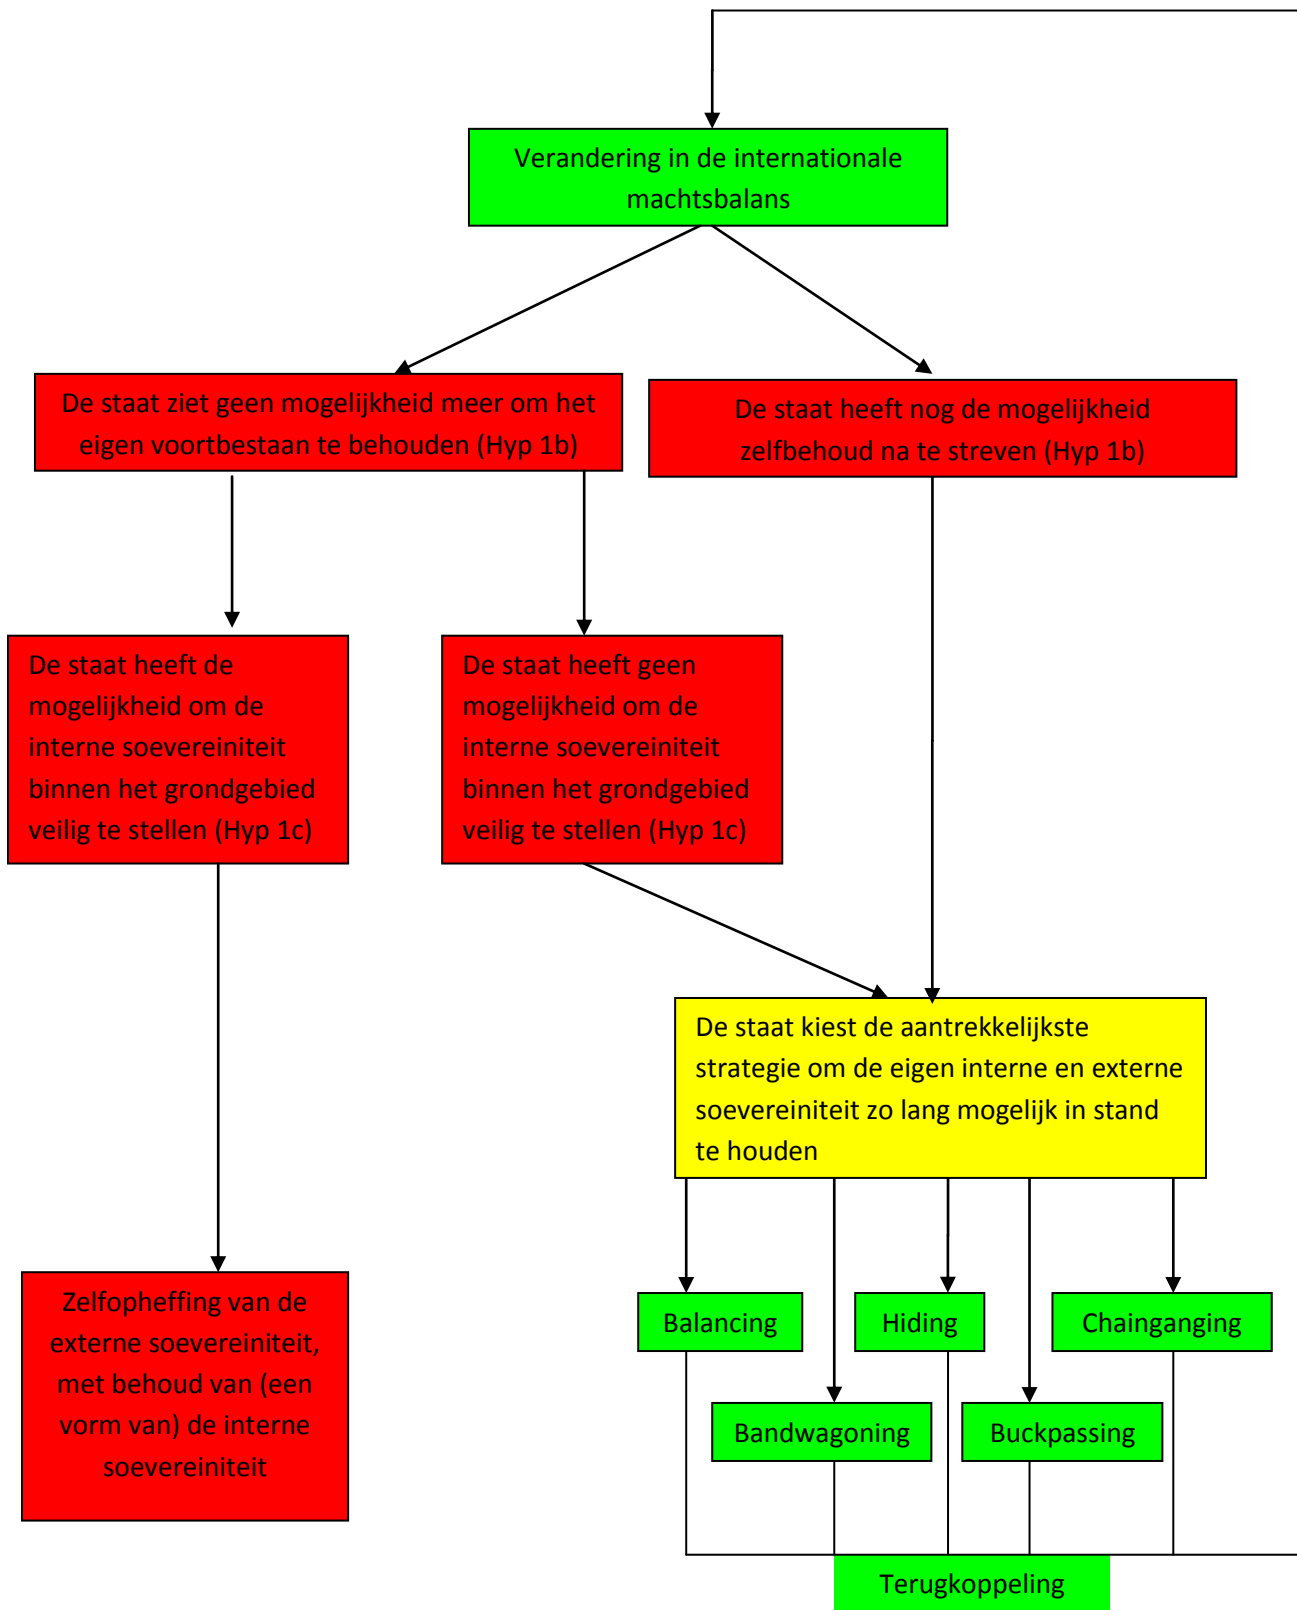 Verandering in de internationale
machtsbalans
De staat ziet geen mogelijkheid meer om het
eigen voortbestaan te behouden (Hyp 1b)
De staat heeft nog de mogelijkheid
zelfbehoud na te streven (Hyp 1b)
De staat heeft de
mogelijkheid om de
interne soevereiniteit
binnen het grondgebied
veilig te stellen (Hyp 1c)
De staat heeft geen
mogelijkheid om de
interne soevereiniteit
binnen het grondgebied
veilig te stellen (Hyp 1c)
De staat kiest de aantrekkelijkste
strategie om de eigen interne en externe
soevereiniteit zo lang mogelijk in stand
te houden
Zelfopheffing van de
externe soevereiniteit,
met behoud van (een
vorm van) de interne
soevereiniteit
Balancing
Hiding
Chainganging
Bandwagoning
Buckpassing
Terugkoppeling